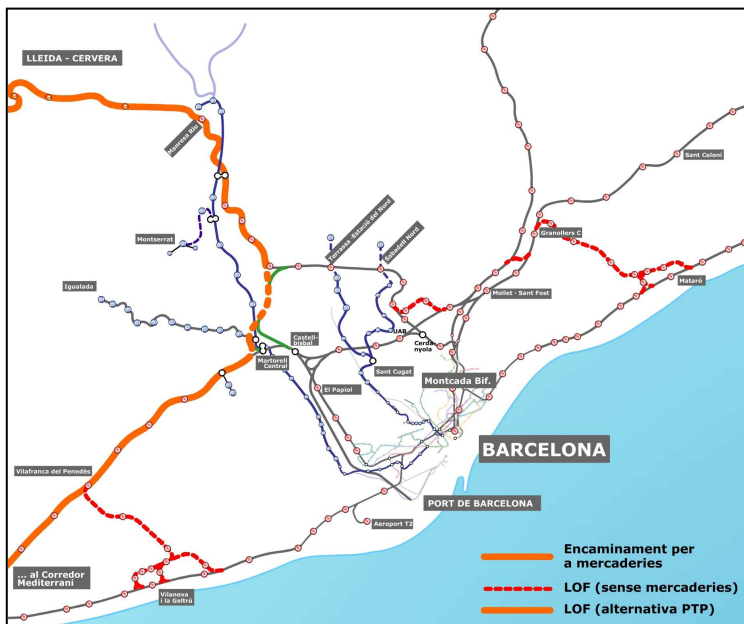 LLEIDA - CERVERA
Manresa Riu
Sant Celoni
Montserrat
Terrassa Estació del Nord
Sabadell Nord
Granollers C
Igualada
Mollet - Sant Fost
Mataró
Castell-
bisbal
UAB
Cerda
nyola
Martorell
Central
Sant Cugat
El Papiol
Montcada Bif.
BARCELONA
Vilafranca del Penedès
PORT DE BARCELONA
Aeroport T2
... al Corredor
Mediterrani
Vilanova
i la Geltrú
Encaminament per
a mercaderies
LOF (sense mercaderies)
LOF (alternativa PTP)